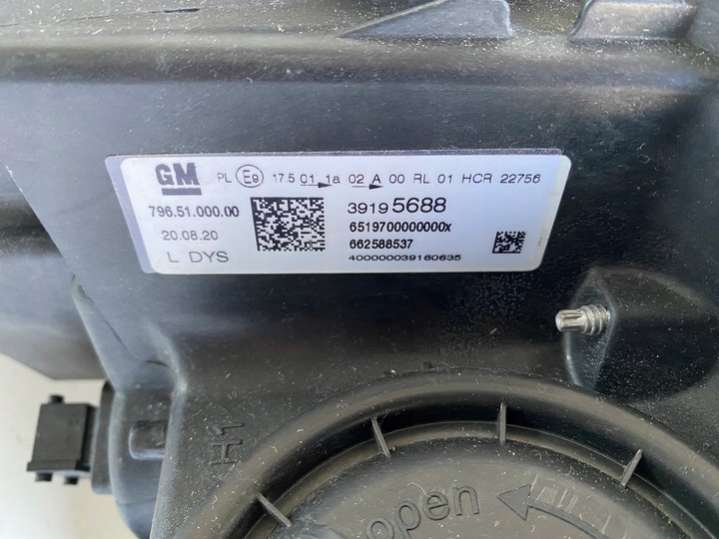 GM PL E9 17.5 01 1a 02 A 00 RL 01 HCR 22756
796.51.000.00 39195688
20.08.20 6519700000000x
L DYS 662588537
400000039160635
H1
open